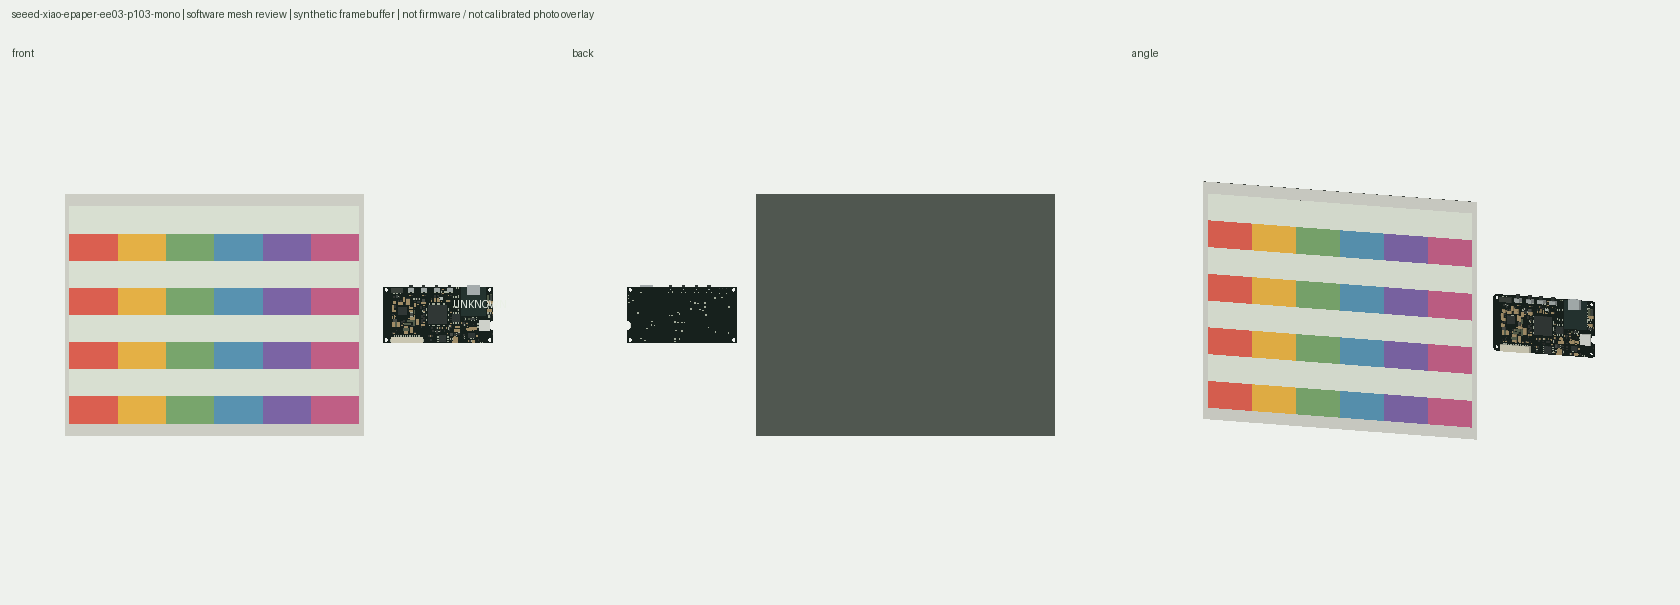 seeed-xiao-epaper-ee03-p103-mono | software mesh review | synthetic framebuffer | not firmware / not calibrated photo overlay
front
back
angle